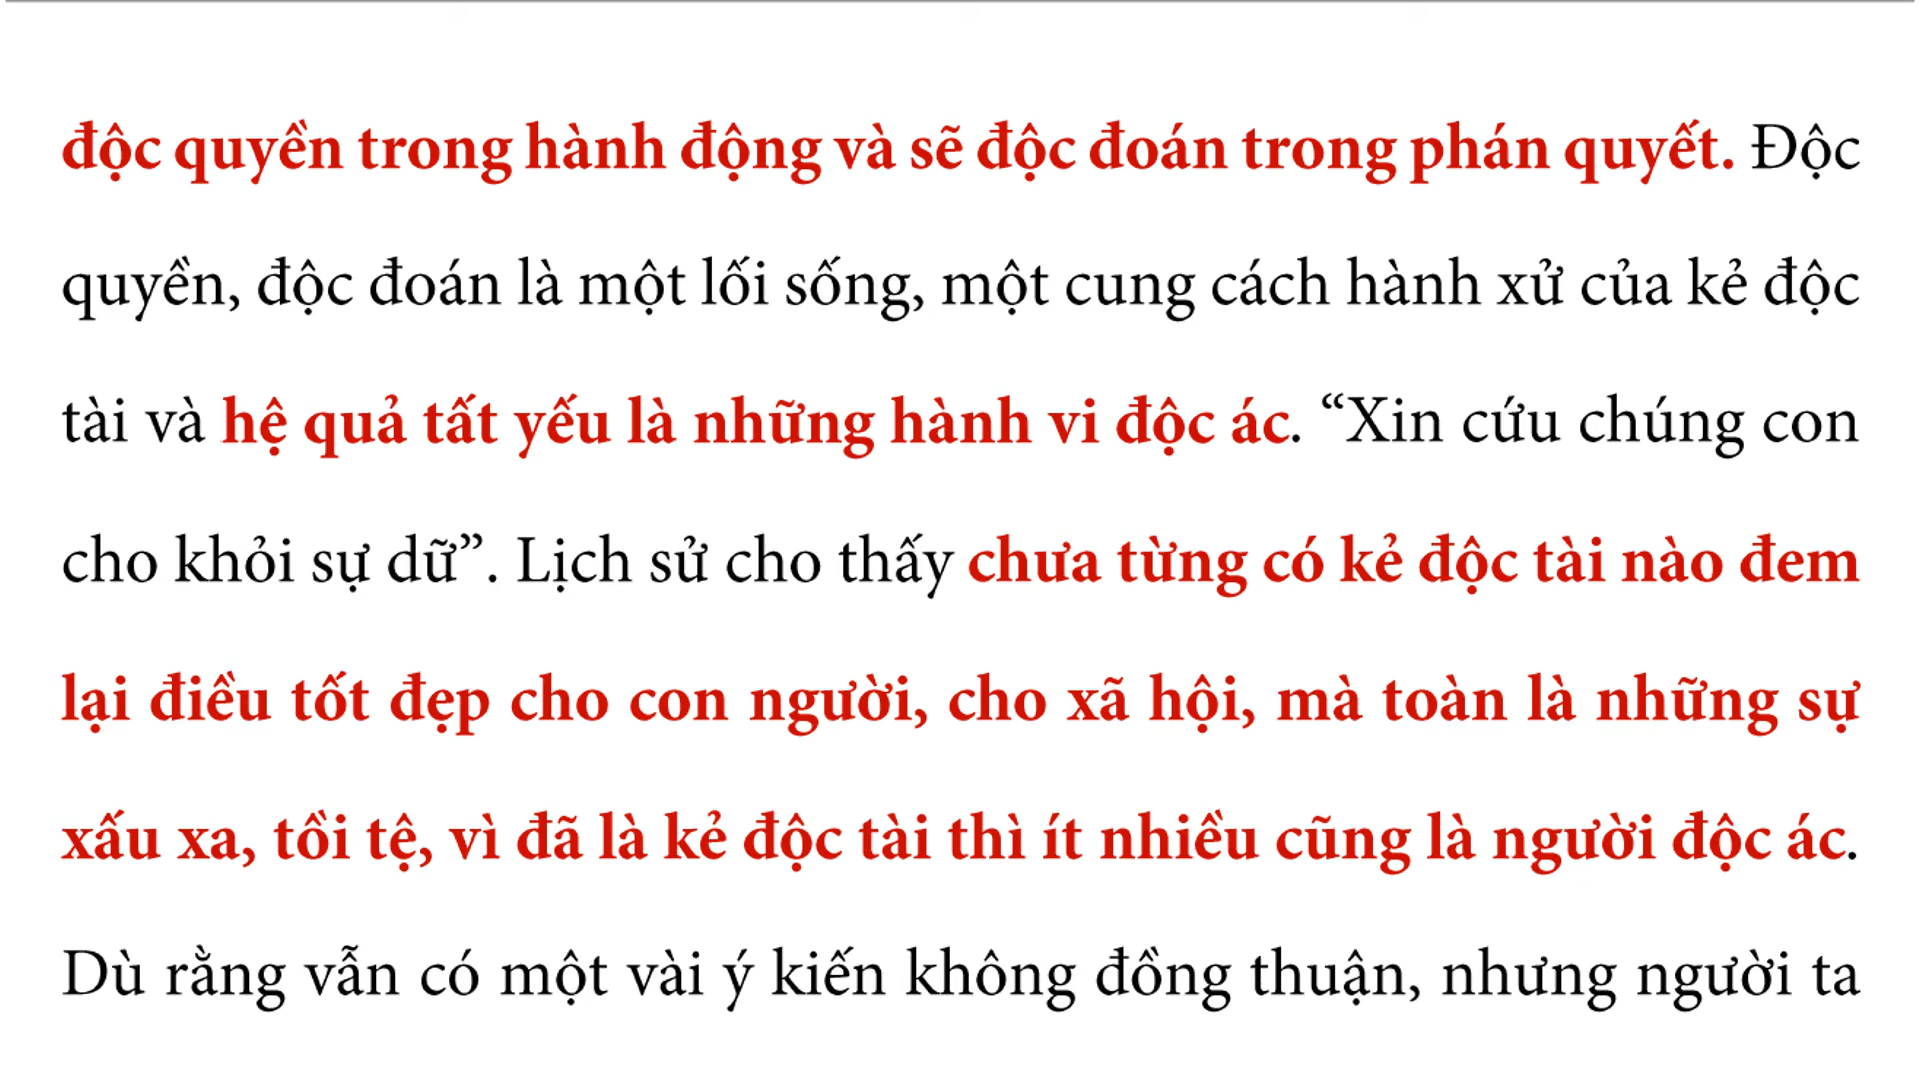 độc quyền trong hành động và sẽ độc đoán trong phán quyết. Độc
quyền, độc đoán là một lối sống, một cung cách hành xử của kẻ độc
tài và hệ quả tất yếu là những hành vi độc ác. “Xin cứu chúng con
cho khỏi sự dữ”. Lịch sử cho thấy chưa từng có kẻ độc tài nào đem
lại điều tốt đẹp cho con người, cho xã hội, mà toàn là những sự
xấu xa, tồi tệ, vì đã là kẻ độc tài thì ít nhiều cũng là người độc ác.
Dù rằng vẫn có một vài ý kiến không đồng thuận, nhưng người ta